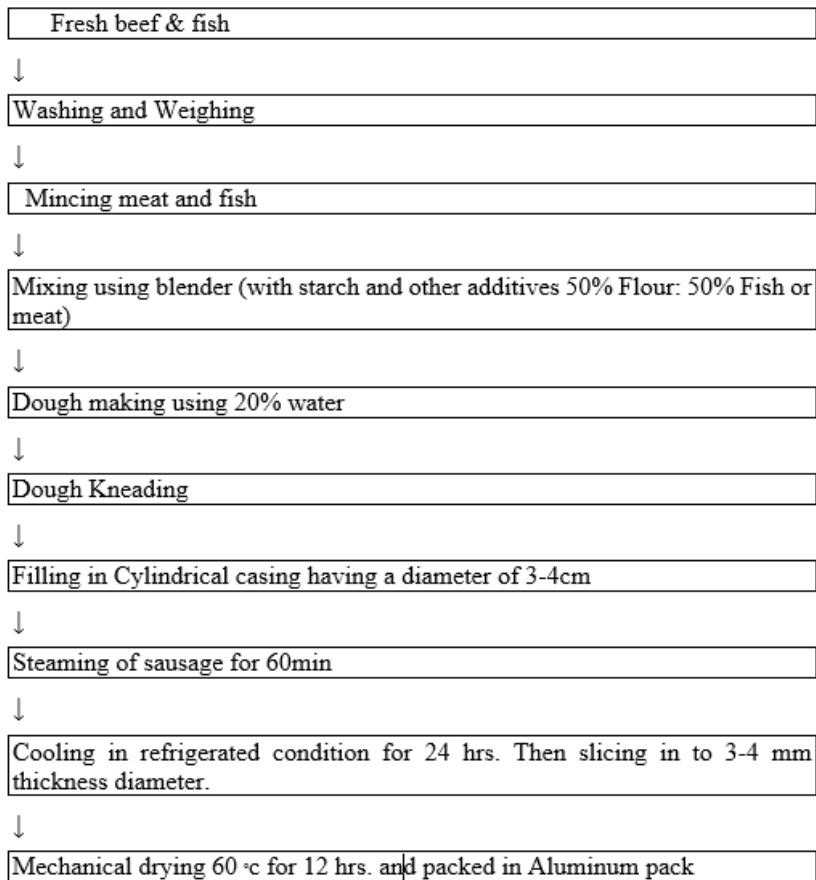 Fresh beef & fish
↓
Washing and Weighing
↓
Mincing meat and fish
↓
Mixing using blender (with starch and other additives 50% Flour: 50% Fish or
meat)
↓
Dough making using 20% water
↓
Dough Kneading
↓
Filling in Cylindrical casing having a diameter of 3-4cm
↓
Steaming of sausage for 60min
↓
Cooling in refrigerated condition for 24 hrs. Then slicing in to 3-4 mm
thickness diameter.
↓
Mechanical drying 60 ◦c for 12 hrs. and packed in Aluminum pack